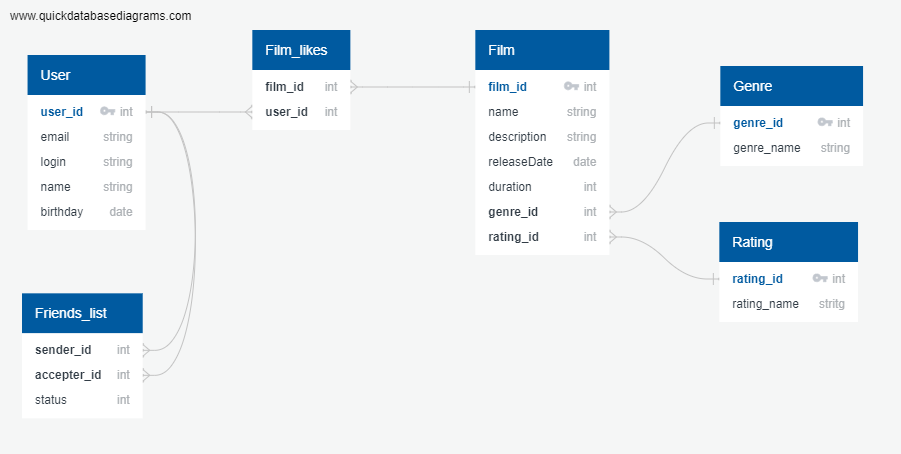 www.quickdatabasediagrams.com
User
user_id int
email string
login string
name string
birthday date
Film_likes
film_id int
user_id int
Film
film_id int
name string
description string
releaseDate date
duration int
genre_id int
rating_id int
Genre
genre_id int
genre_name string
Rating
rating_id int
rating_name stritg
Friends_list
sender_id int
accepter_id int
status int